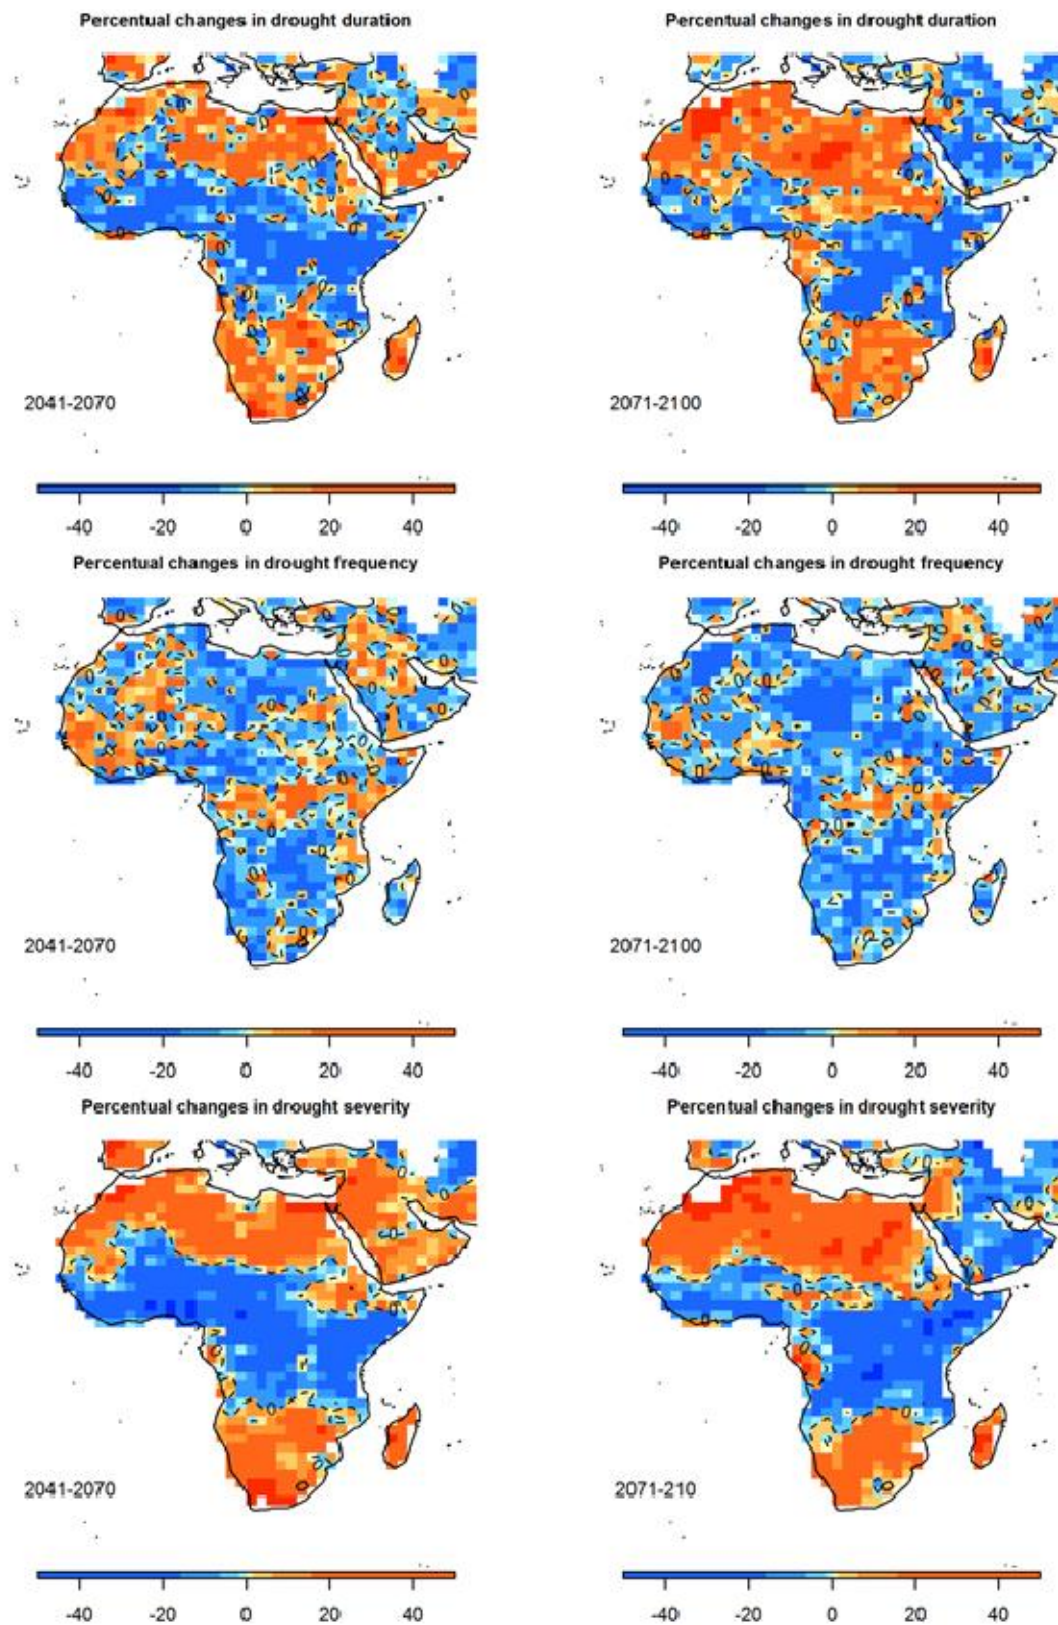 Percentual changes in drought duration
Percentual changes in drought duration
2041-2070
2071-2100
-40 -20 0 20 40
-40 -20 0 20 40
Percentual changes in drought frequency
Percentual changes in drought frequency
2041-2070
2071-2100
-40 -20 0 20 40
-40 -20 0 20 40
Percentual changes in drought severity
Percentual changes in drought severity
2041-2070
2071-210
-40 -20 0 20 40
-40 -20 0 20 40